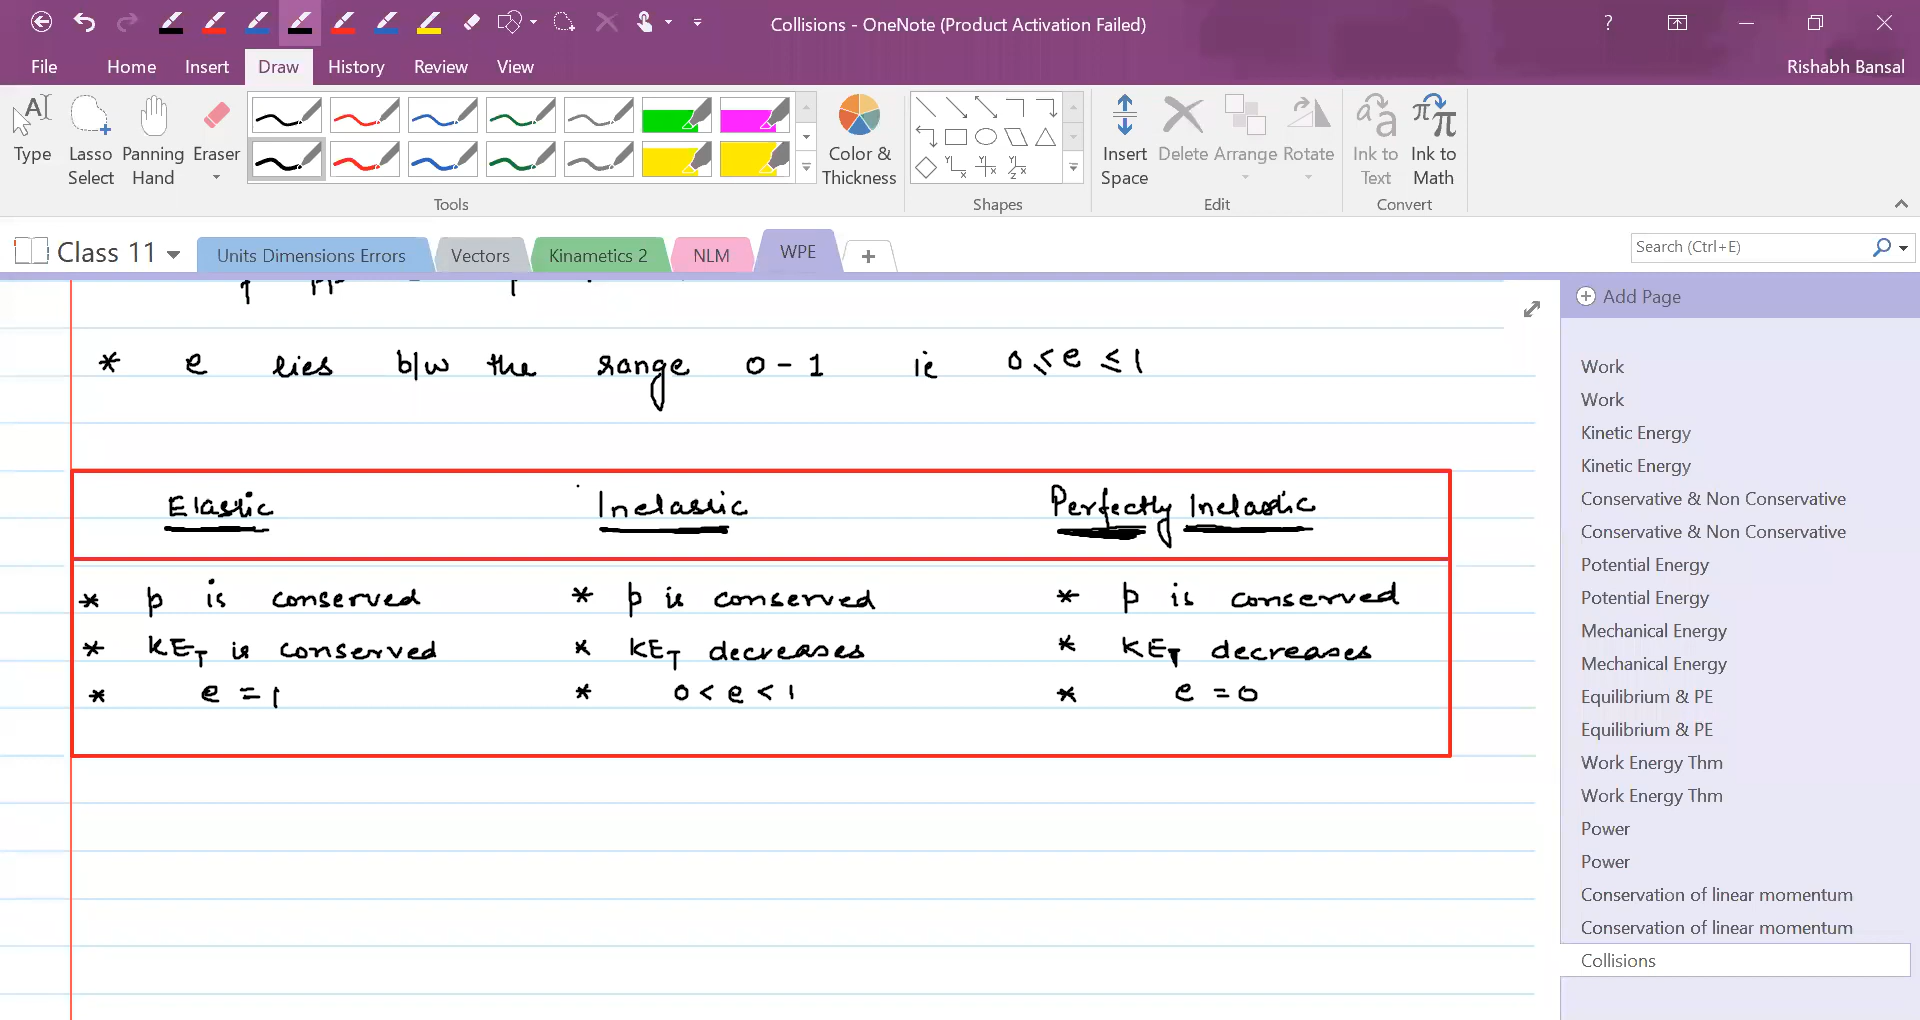 Collisions - OneNote (Product Activation Failed)
?
File Home Insert Draw History Review View
Rishabh Bansal
Type
Lasso Select
Panning Hand
Eraser
Color & Thickness
Insert Space
Delete
Arrange
Rotate
Ink to Text
Ink to Math
Tools
Shapes
Edit
Convert
Class 11
Units Dimensions Errors
Vectors
Kinametics 2
NLM
WPE
+
Search (Ctrl+E)
* e lies b/w the range 0 - 1 ie 0 ≤ e ≤ 1
Elastic Inelastic Perfectly Inelastic
* p is conserved * p is conserved * p is conserved
* KE_T is conserved * KE_T decreases * KE_T decreases
* e = 1 * 0 < e < 1 * e = 0
Add Page
Work
Work
Kinetic Energy
Kinetic Energy
Conservative & Non Conservative
Conservative & Non Conservative
Potential Energy
Potential Energy
Mechanical Energy
Mechanical Energy
Equilibrium & PE
Equilibrium & PE
Work Energy Thm
Work Energy Thm
Power
Power
Conservation of linear momentum
Conservation of linear momentum
Collisions